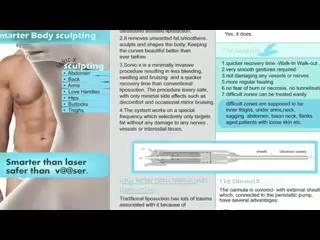 marter Body sculpting
sculpting
Abdomen
Back
Arms
Love Handles
Hips
Buttocks
Thighs
Smarter than laser
safer than v@@ser.
2.It removes unwanted fat,smoothens,
sculpts and shapes the body. Keeping
the curves beautiful better than
ever before
3.Sonic x is a minimally invasive
procedure resulting in less bleeding,
swelling and bruising and a quicker
recovery time than conventional
liposuction. The procedure is very safe,
with only minimal side effects such as
discomfort and occasional minor bruising.
4.The system works on a special
frequency which selectively only targets
fat without any damage to any nerves .
vessels or interstial tissues.
Traditional liposuction has lots of trauma
associated with it because of
Yes, it does.
1.quicker recovery time -Walk-In Walk-out .
2.very smooth gestures required
3.not damaging any vessels or nerves
5.more regular healing
6.no fear of burn or necrosis, no funnelisation
7.difficult zones can be treated easily
difficult zones are supposed to be
inner thighs, under arms,neck,
sagging abdomen, bacn neck, flanks
aged patients with loose skin etc.
sheath
The cannula is covered- with external sheath
which, connected to the peristaltic pump,
have several advantages: